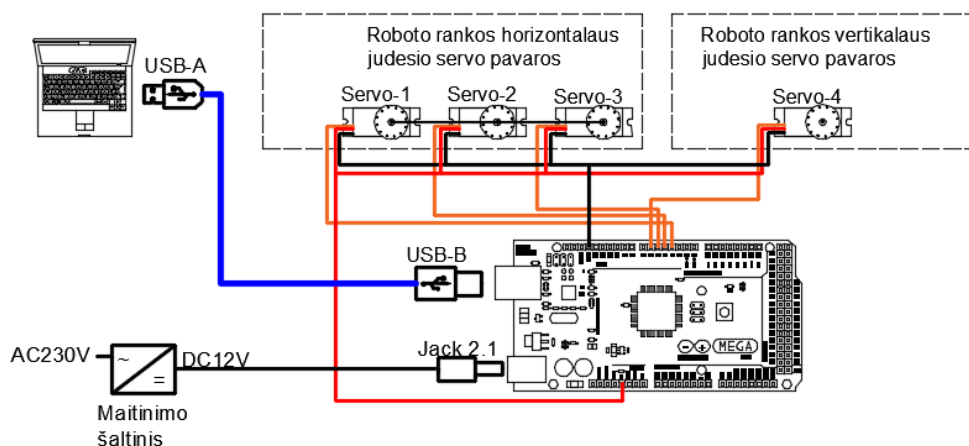 USB-A
Roboto rankos horizontalaus
judesio servo pavaros
Servo-1
Servo-2
Servo-3
Roboto rankos vertikalaus
judesio servo pavaros
Servo-4
USB-B
MEGA
AC230V
~
=
DC12V
Jack 2.1
Maitinimo
šaltinis